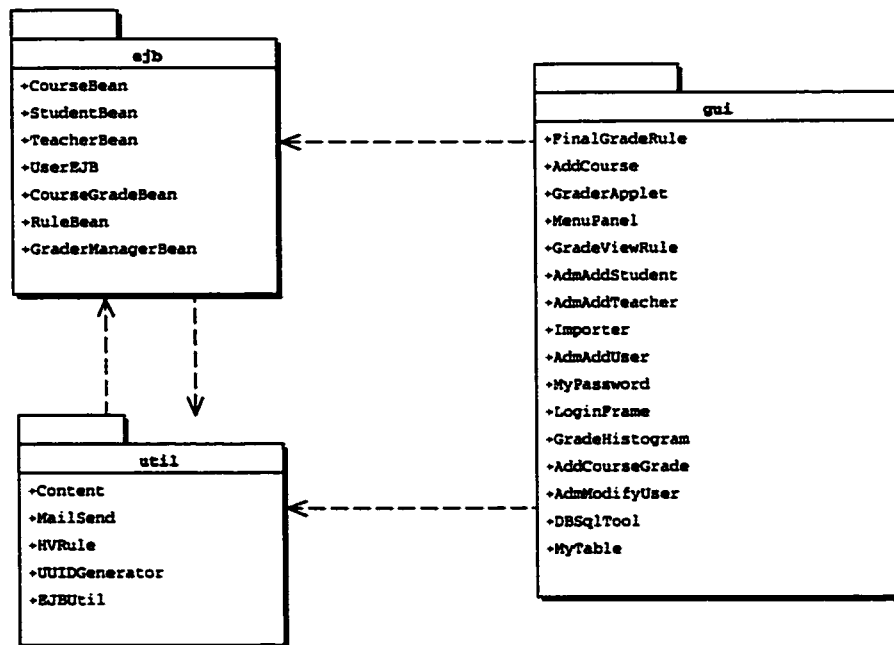 ejb
+CourseBean
+StudentBean
+TeacherBean
+UserEJB
+CourseGradeBean
+RuleBean
+GraderManagerBean
util
+Content
+MailSend
+HVRule
+UUIDGenerator
+EJBUtil
gui
+FinalGradeRule
+AddCourse
+GraderApplet
+MenuPanel
+GradeViewRule
+AdmAddStudent
+AdmAddTeacher
+Importer
+AdmAddUser
+MyPassword
+LoginFrame
+GradeHistogram
+AddCourseGrade
+AdmModifyUser
+DBSqlTool
+MyTable